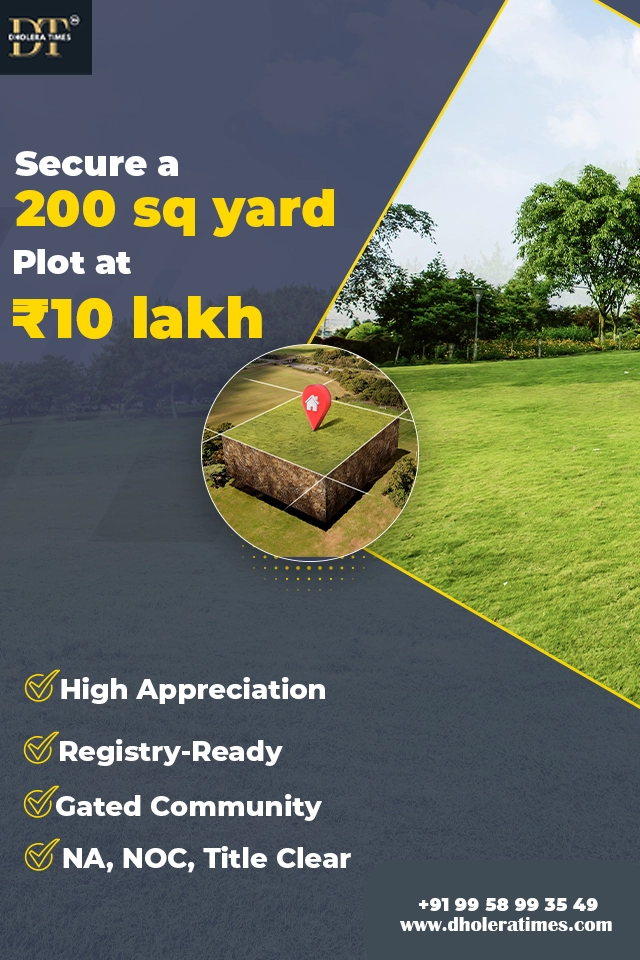 DT
DHOLERA TIMES
Secure a
200 sq yard
Plot at
₹10 lakh
High Appreciation
Registry-Ready
Gated Community
NA, NOC, Title Clear
+91 99 58 99 35 49
www.dholeratimes.com